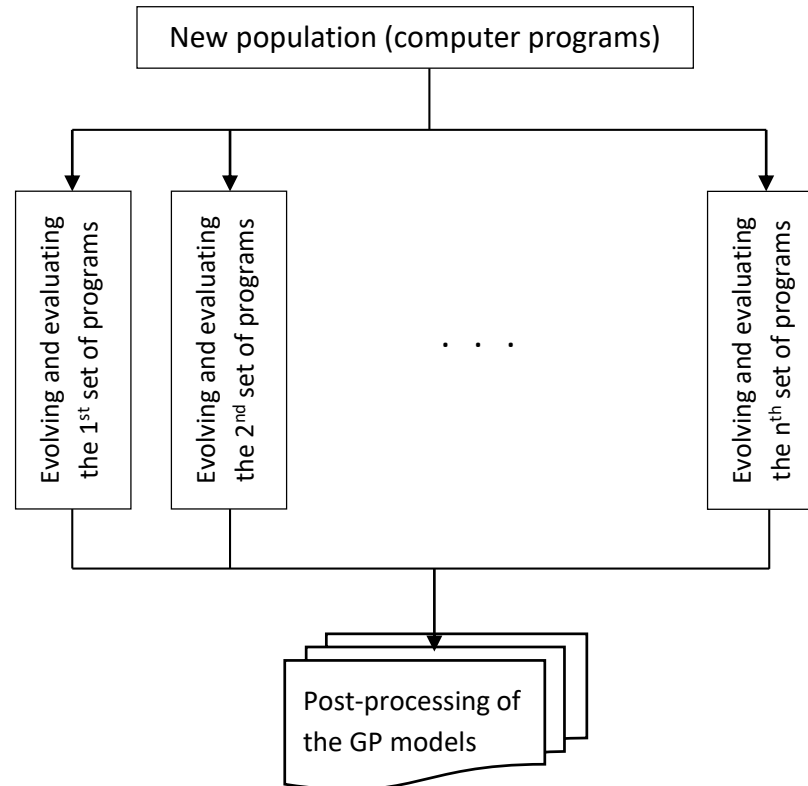 New population (computer programs)
Evolving and evaluating
the 1st set of programs
Evolving and evaluating
the 2nd set of programs
. . .
Evolving and evaluating
the nth set of programs
Post-processing of
the GP models